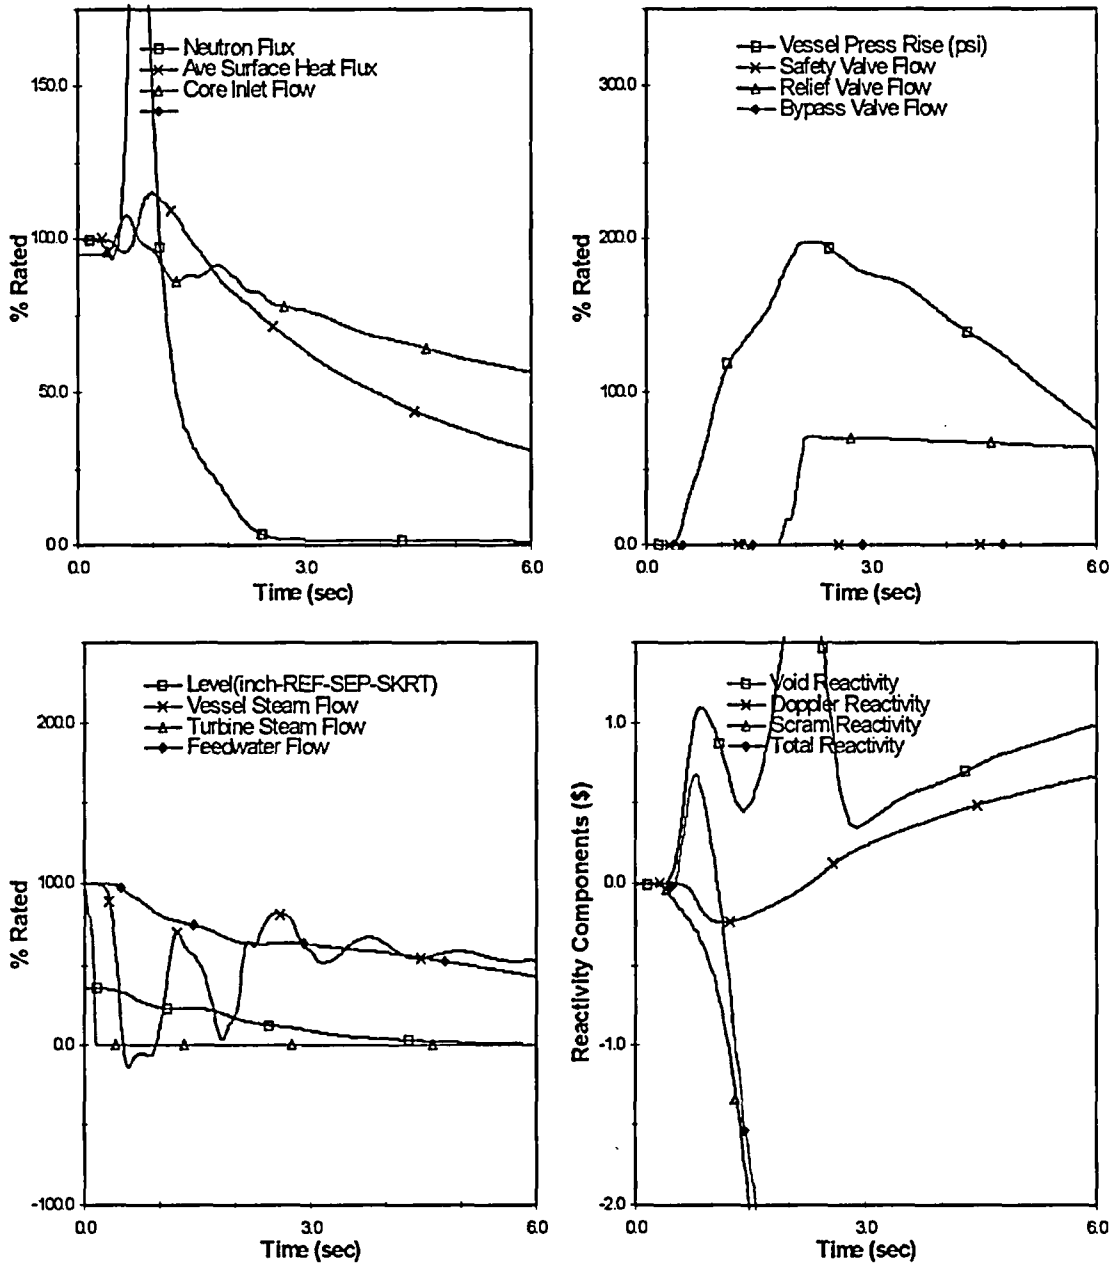 Neutron Flux
Ave Surface Heat Flux
Core Inlet Flow
150.0
100.0
50.0
0.0
% Rated
0.0 3.0 6.0
Time (sec)
Vessel Press Rise (psi)
Safety Valve Flow
Relief Valve Flow
Bypass Valve Flow
300.0
200.0
100.0
0.0
% Rated
0.0 3.0 6.0
Time (sec)
Level(inch-REF-SEP-SKRT)
Vessel Steam Flow
Turbine Steam Flow
Feedwater Flow
200.0
100.0
0.0
-100.0
% Rated
0.0 3.0 6.0
Time (sec)
Void Reactivity
Doppler Reactivity
Scram Reactivity
Total Reactivity
1.0
0.0
-1.0
-2.0
Reactivity Components ($)
0.0 3.0 6.0
Time (sec)